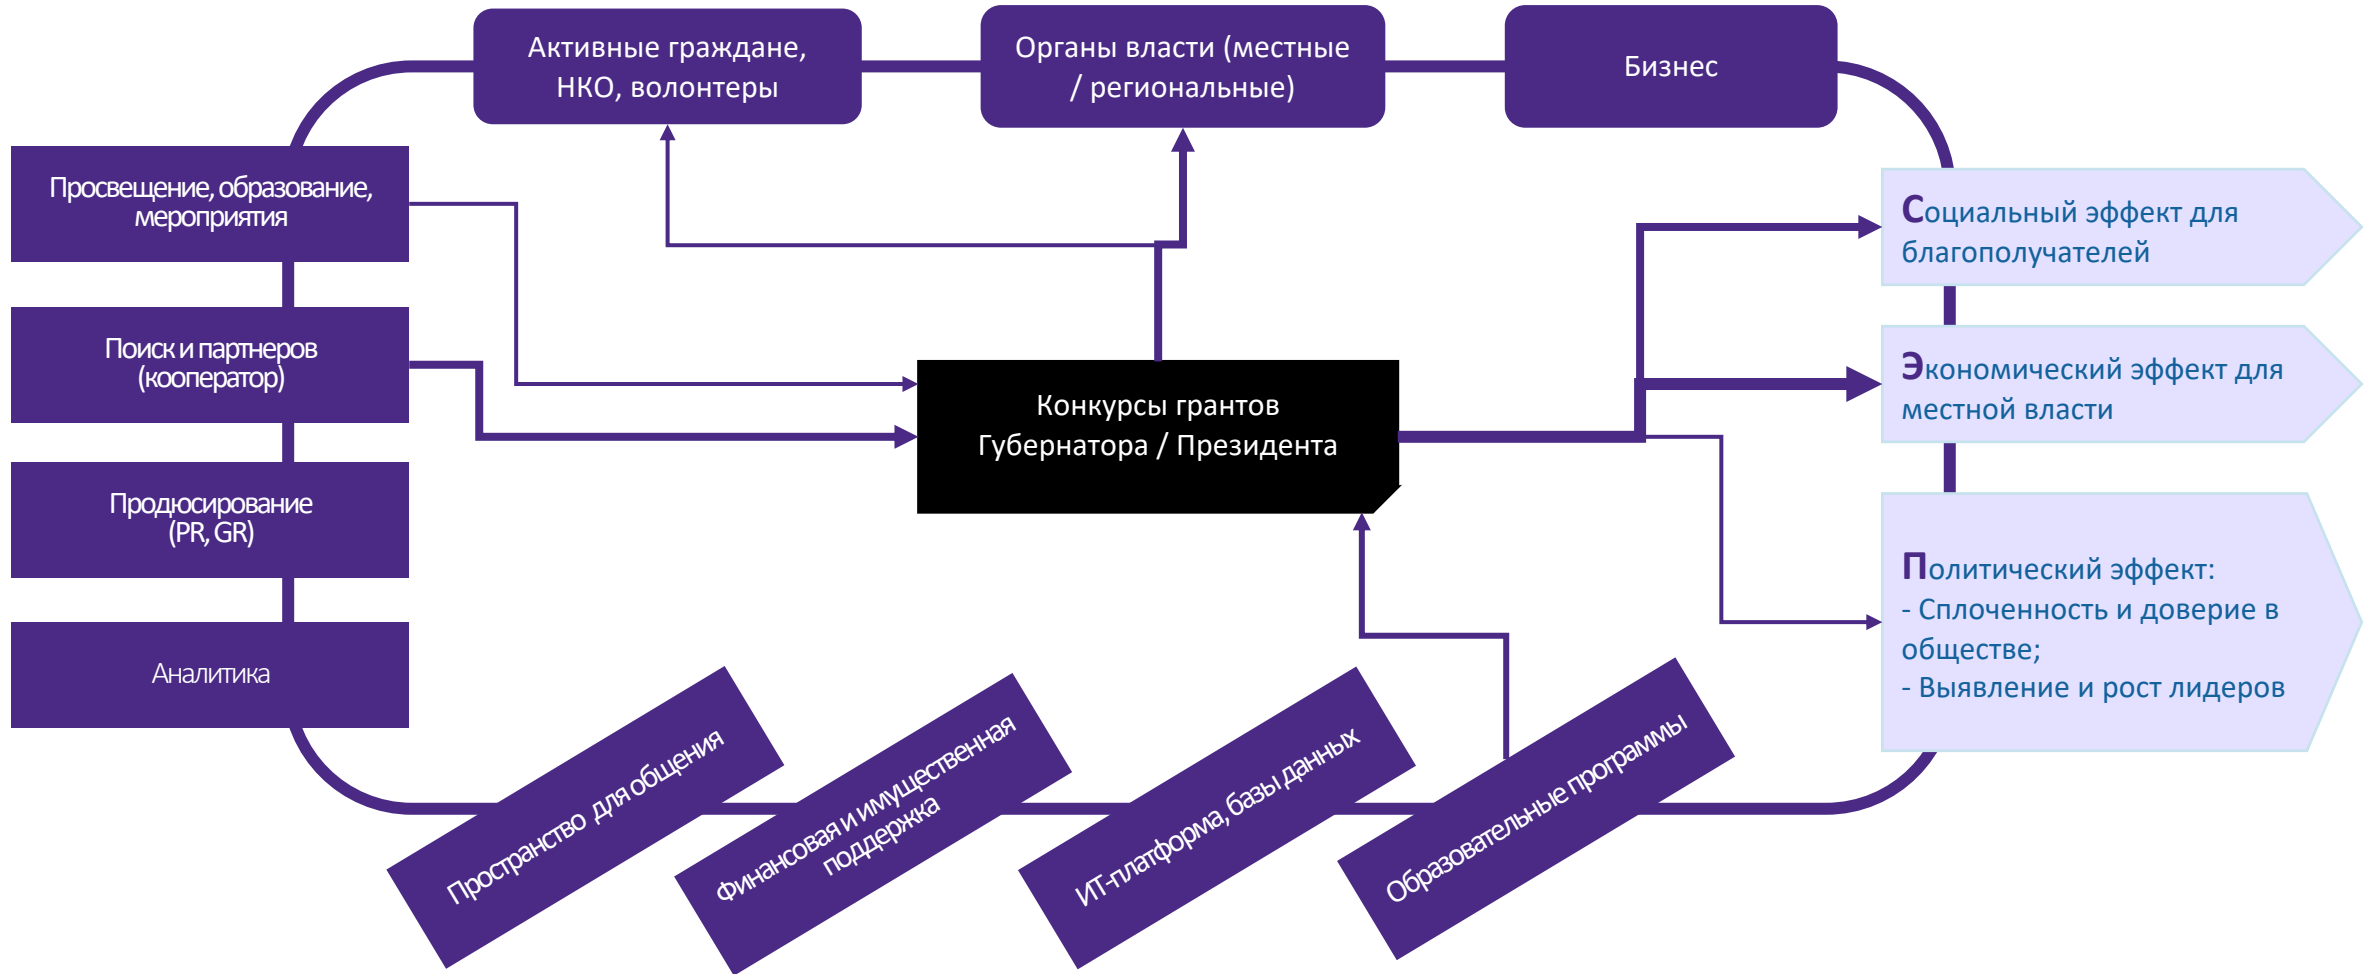 Активные граждане,
НКО, волонтеры
Органы власти (местные
/ региональные)
Бизнес
Просвещение, образование,
мероприятия
Поиск и партнеров
(кооператор)
Продюсирование
(PR, GR)
Аналитика
Конкурсы грантов
Губернатора / Президента
Социальный эффект для
благополучателей
Экономический эффект для
местной власти
Политический эффект:
- Сплоченность и доверие в
обществе;
- Выявление и рост лидеров
Пространство для общения
Финансовая и имущественная
поддержка
ИТ-платформа, базы данных
Образовательные программы